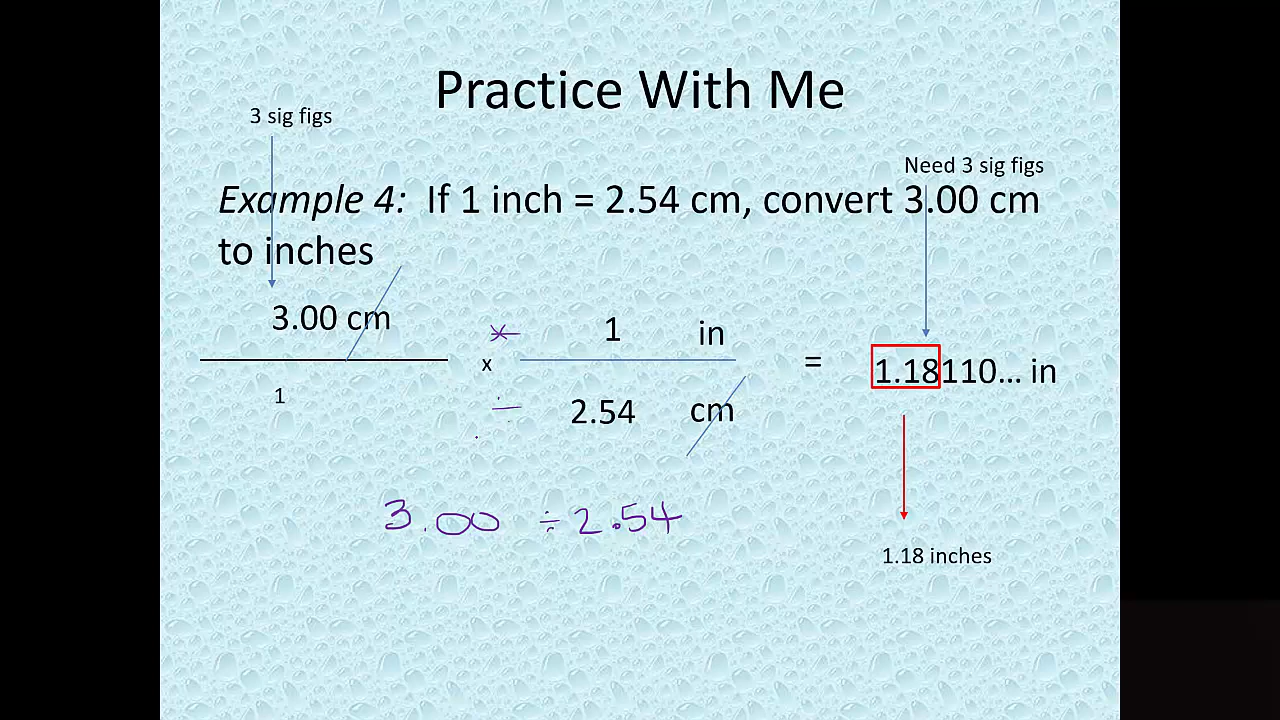 Practice With Me
3 sig figs
Need 3 sig figs
Example 4: If 1 inch = 2.54 cm, convert 3.00 cm
to inches
3.00 cm
* 1 in
x = 1.18110... in
1
÷ 2.54 cm
3.00 ÷ 2.54
1.18 inches